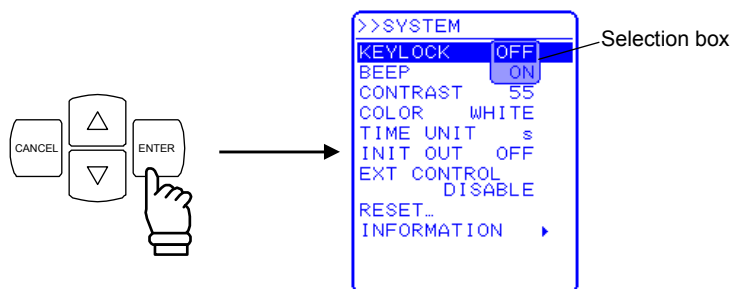 >>SYSTEM
KEYLOCK OFF
BEEP ON
CONTRAST 55
COLOR WHITE
TIME UNIT s
INIT OUT OFF
EXT CONTROL
DISABLE
RESET…
INFORMATION
Selection box
CANCEL
ENTER